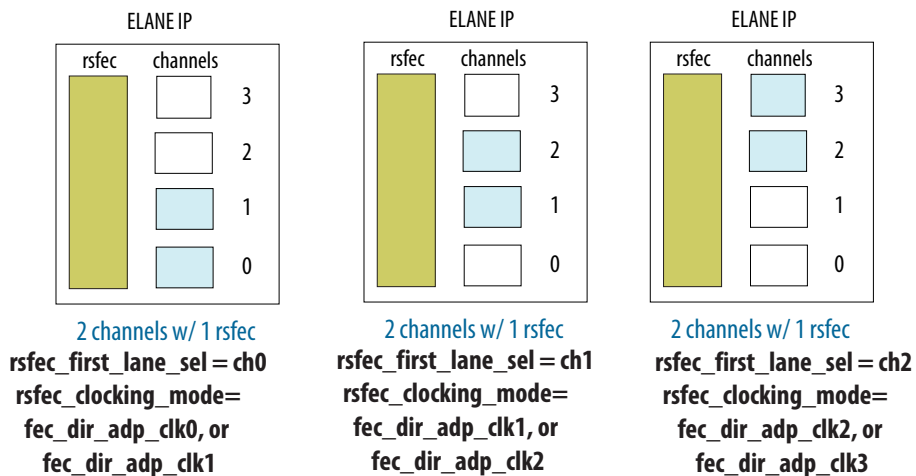 ELANE IP
rsfec channels
3
2
1
0
2 channels w/ 1 rsfec
rsfec_first_lane_sel = ch0
rsfec_clocking_mode=
fec_dir_adp_clk0, or
fec_dir_adp_clk1
ELANE IP
rsfec channels
3
2
1
0
2 channels w/ 1 rsfec
rsfec_first_lane_sel = ch1
rsfec_clocking_mode=
fec_dir_adp_clk1, or
fec_dir_adp_clk2
ELANE IP
rsfec channels
3
2
1
0
2 channels w/ 1 rsfec
rsfec_first_lane_sel = ch2
rsfec_clocking_mode=
fec_dir_adp_clk2, or
fec_dir_adp_clk3